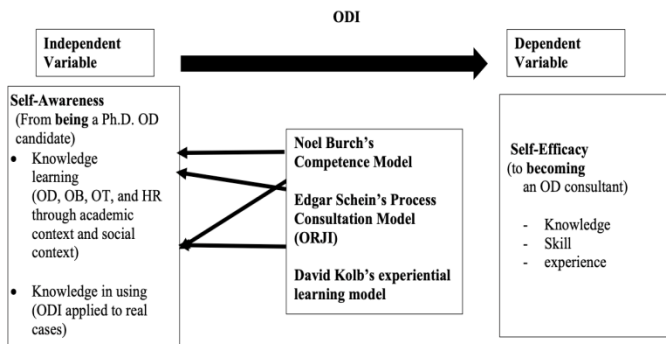 ODI
Independent
Variable
Dependent
Variable
Self-Awareness
(From being a Ph.D. OD
candidate)
• Knowledge
learning
(OD, OB, OT, and HR
through academic
context and social
context)
• Knowledge in using
(ODI applied to real
cases)
Noel Burch's
Competence Model
Edgar Schein's Process
Consultation Model
(ORJI)
David Kolb's experiential
learning model
Self-Efficacy
(to becoming
an OD consultant)
- Knowledge
- Skill
- experience